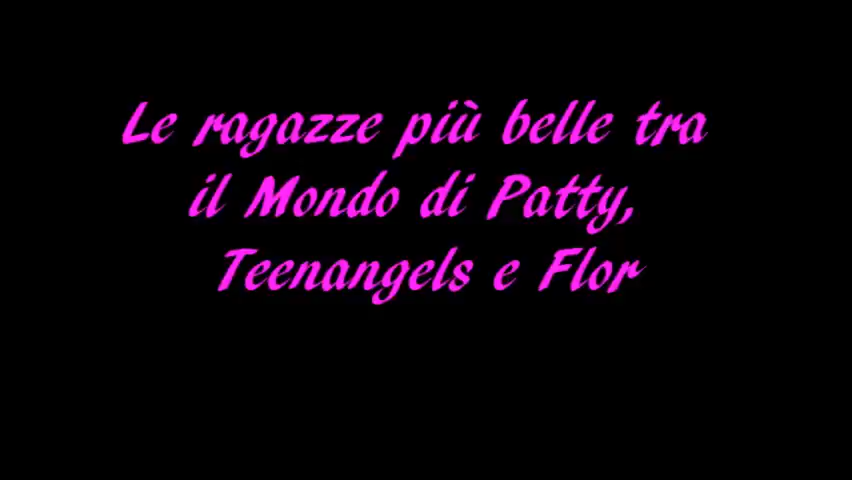 Le ragazze più belle tra
il Mondo di Patty,
Teenangels e Flor